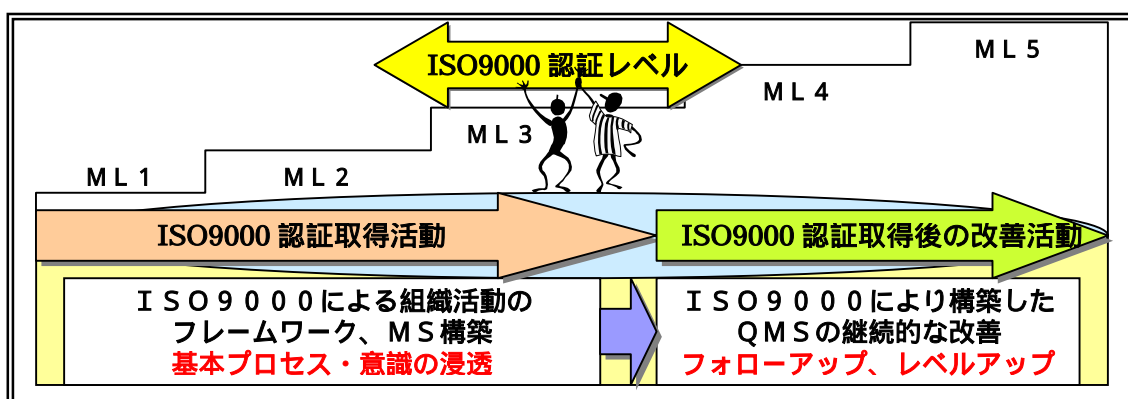 ISO9000 認証レベル
ＭＬ５
ＭＬ４
ＭＬ３
ＭＬ１
ＭＬ２
ISO9000 認証取得活動
ISO9000 認証取得後の改善活動
ＩＳＯ９０００による組織活動の
フレームワーク、ＭＳ構築
基本プロセス・意識の浸透
ＩＳＯ９０００により構築した
ＱＭＳの継続的な改善
フォローアップ、レベルアップ